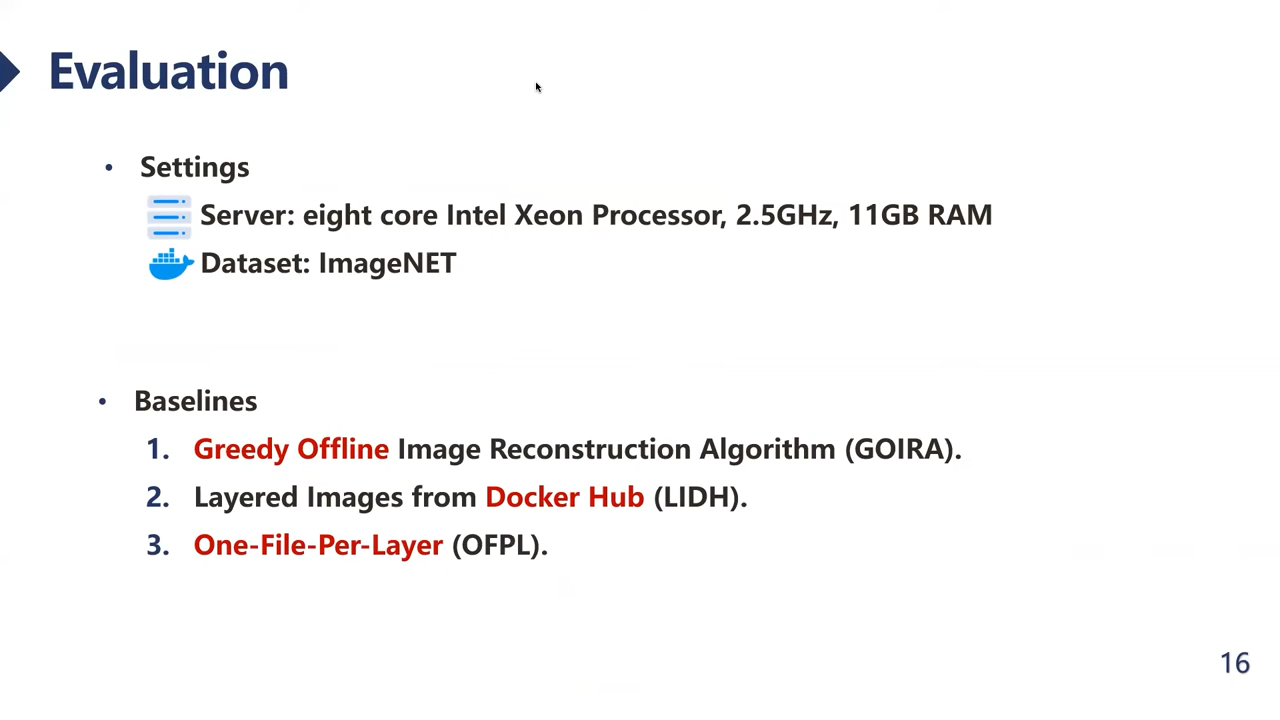 Evaluation
• Settings
Server: eight core Intel Xeon Processor, 2.5GHz, 11GB RAM
Dataset: ImageNET
• Baselines
1. Greedy Offline Image Reconstruction Algorithm (GOIRA).
2. Layered Images from Docker Hub (LIDH).
3. One-File-Per-Layer (OFPL).
16